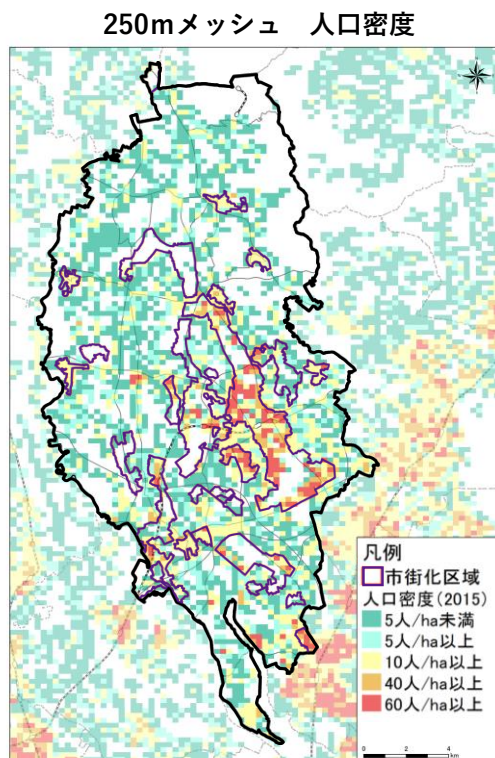 250mメッシュ　人口密度
凡例
市街化区域
人口密度(2015)
5人/ha未満
5人/ha以上
10人/ha以上
40人/ha以上
60人/ha以上
0 2 4
km